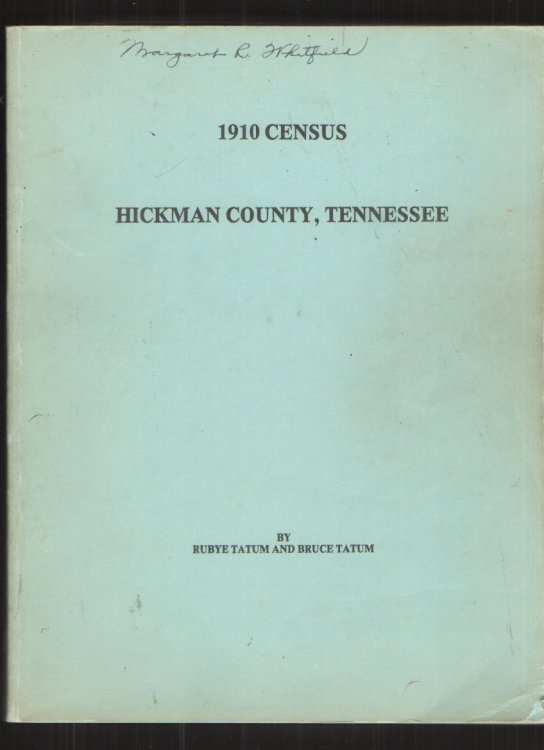 Margaret R. Whitfield
1910 CENSUS
HICKMAN COUNTY, TENNESSEE
BY
RUBYE TATUM AND BRUCE TATUM